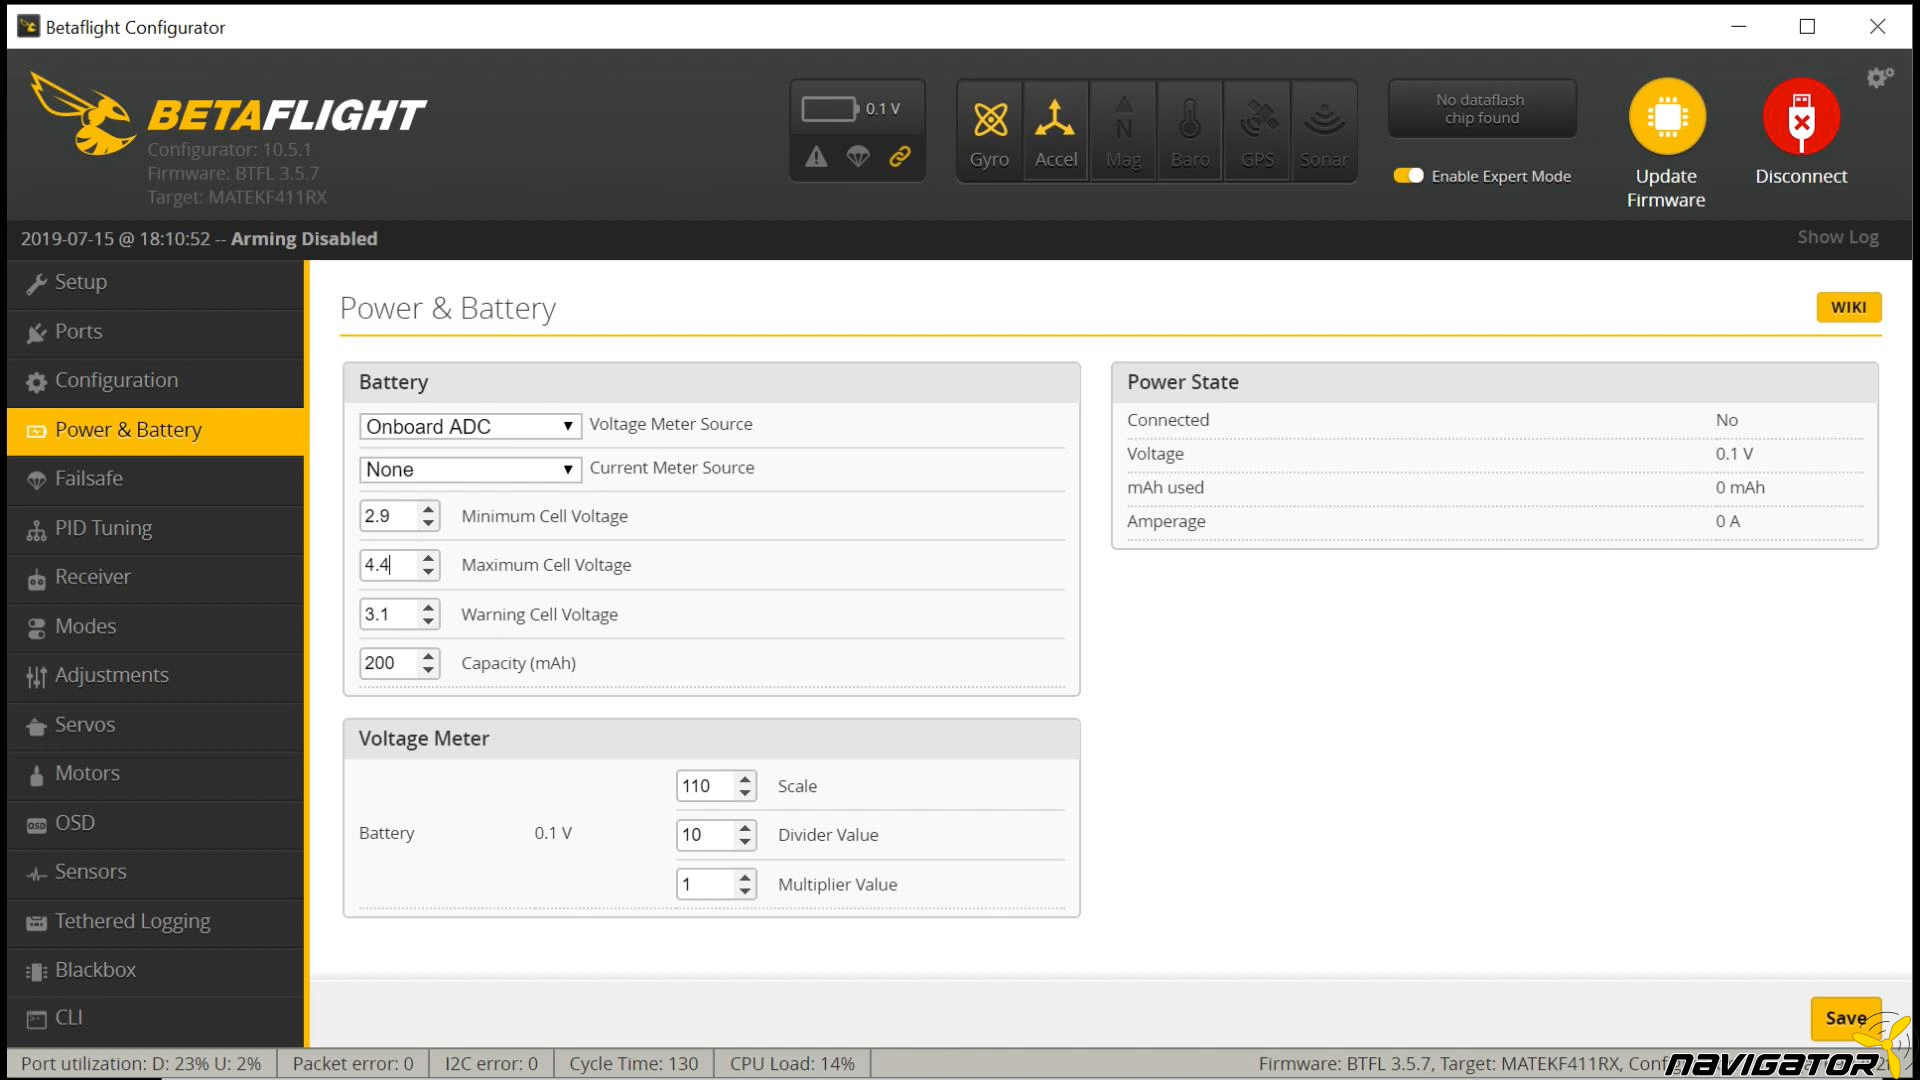 Betaflight Configurator
BETAFLIGHT
Configurator: 10.5.1
Firmware: BTFL 3.5.7
Target: MATEKF411RX
0.1 V
Gyro
Accel
Mag
Baro
GPS
Sonar
No dataflash
chip found
Enable Expert Mode
Update
Firmware
Disconnect
2019-07-15 @ 18:10:52 -- Arming Disabled
Show Log
Setup
Ports
Configuration
Power & Battery
Failsafe
PID Tuning
Receiver
Modes
Adjustments
Servos
Motors
OSD
OSD
Sensors
Tethered Logging
Blackbox
CLI
Power & Battery
WIKI
Battery
Onboard ADC Voltage Meter Source
None Current Meter Source
2.9 Minimum Cell Voltage
4.4 Maximum Cell Voltage
3.1 Warning Cell Voltage
200 Capacity (mAh)
Power State
Connected No
Voltage 0.1 V
mAh used 0 mAh
Amperage 0 A
Voltage Meter
Battery 0.1 V
110 Scale
10 Divider Value
1 Multiplier Value
Save
Port utilization: D: 23% U: 2%
Packet error: 0
I2C error: 0
Cycle Time: 130
CPU Load: 14%
Firmware: BTFL 3.5.7, Target: MATEKF411RX,
NAVIGATOR